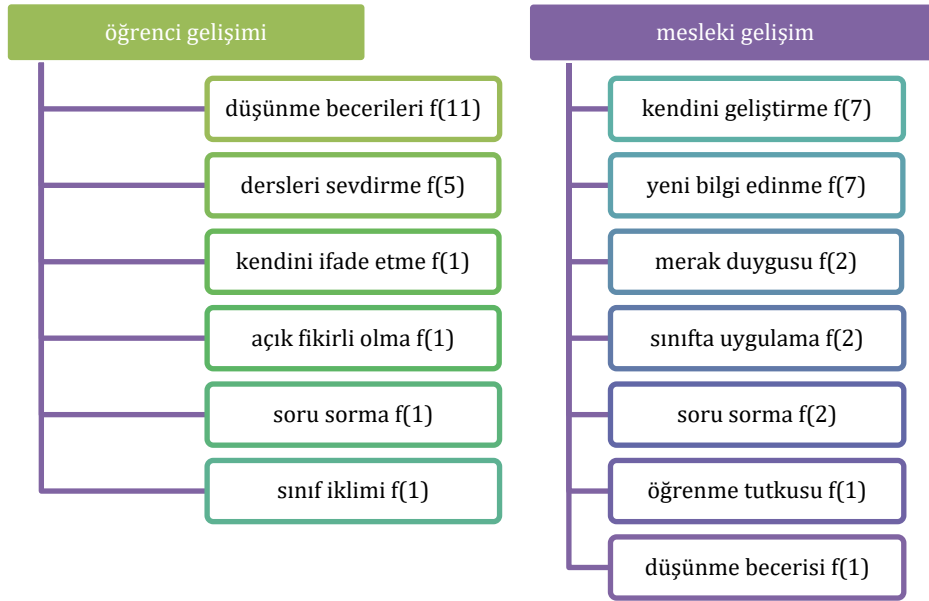 öğrenci gelişimi
düşünme becerileri f(11)
dersleri sevdirme f(5)
kendini ifade etme f(1)
açık fikirli olma f(1)
soru sorma f(1)
sınıf iklimi f(1)
mesleki gelişim
kendini geliştirme f(7)
yeni bilgi edinme f(7)
merak duygusu f(2)
sınıfta uygulama f(2)
soru sorma f(2)
öğrenme tutkusu f(1)
düşünme becerisi f(1)